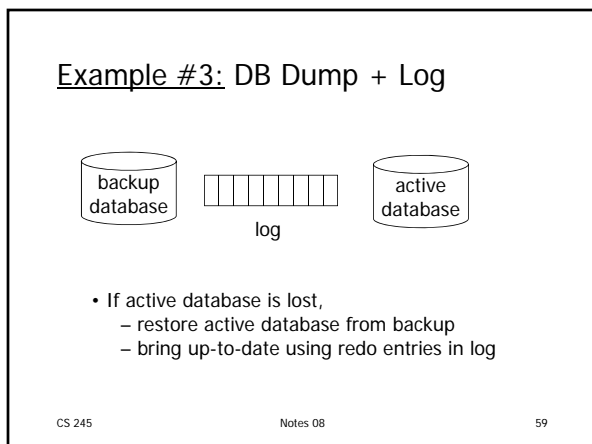 Example #3: DB Dump + Log
backup
database
log
active
database
• If active database is lost,
– restore active database from backup
– bring up-to-date using redo entries in log
CS 245
Notes 08
59